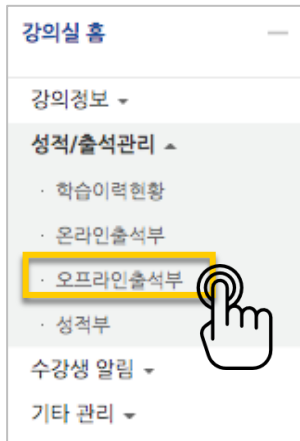 강의실 홈
강의정보
성적/출석관리
· 학습이력현황
· 온라인출석부
· 오프라인출석부
· 성적부
수강생 알림
기타 관리